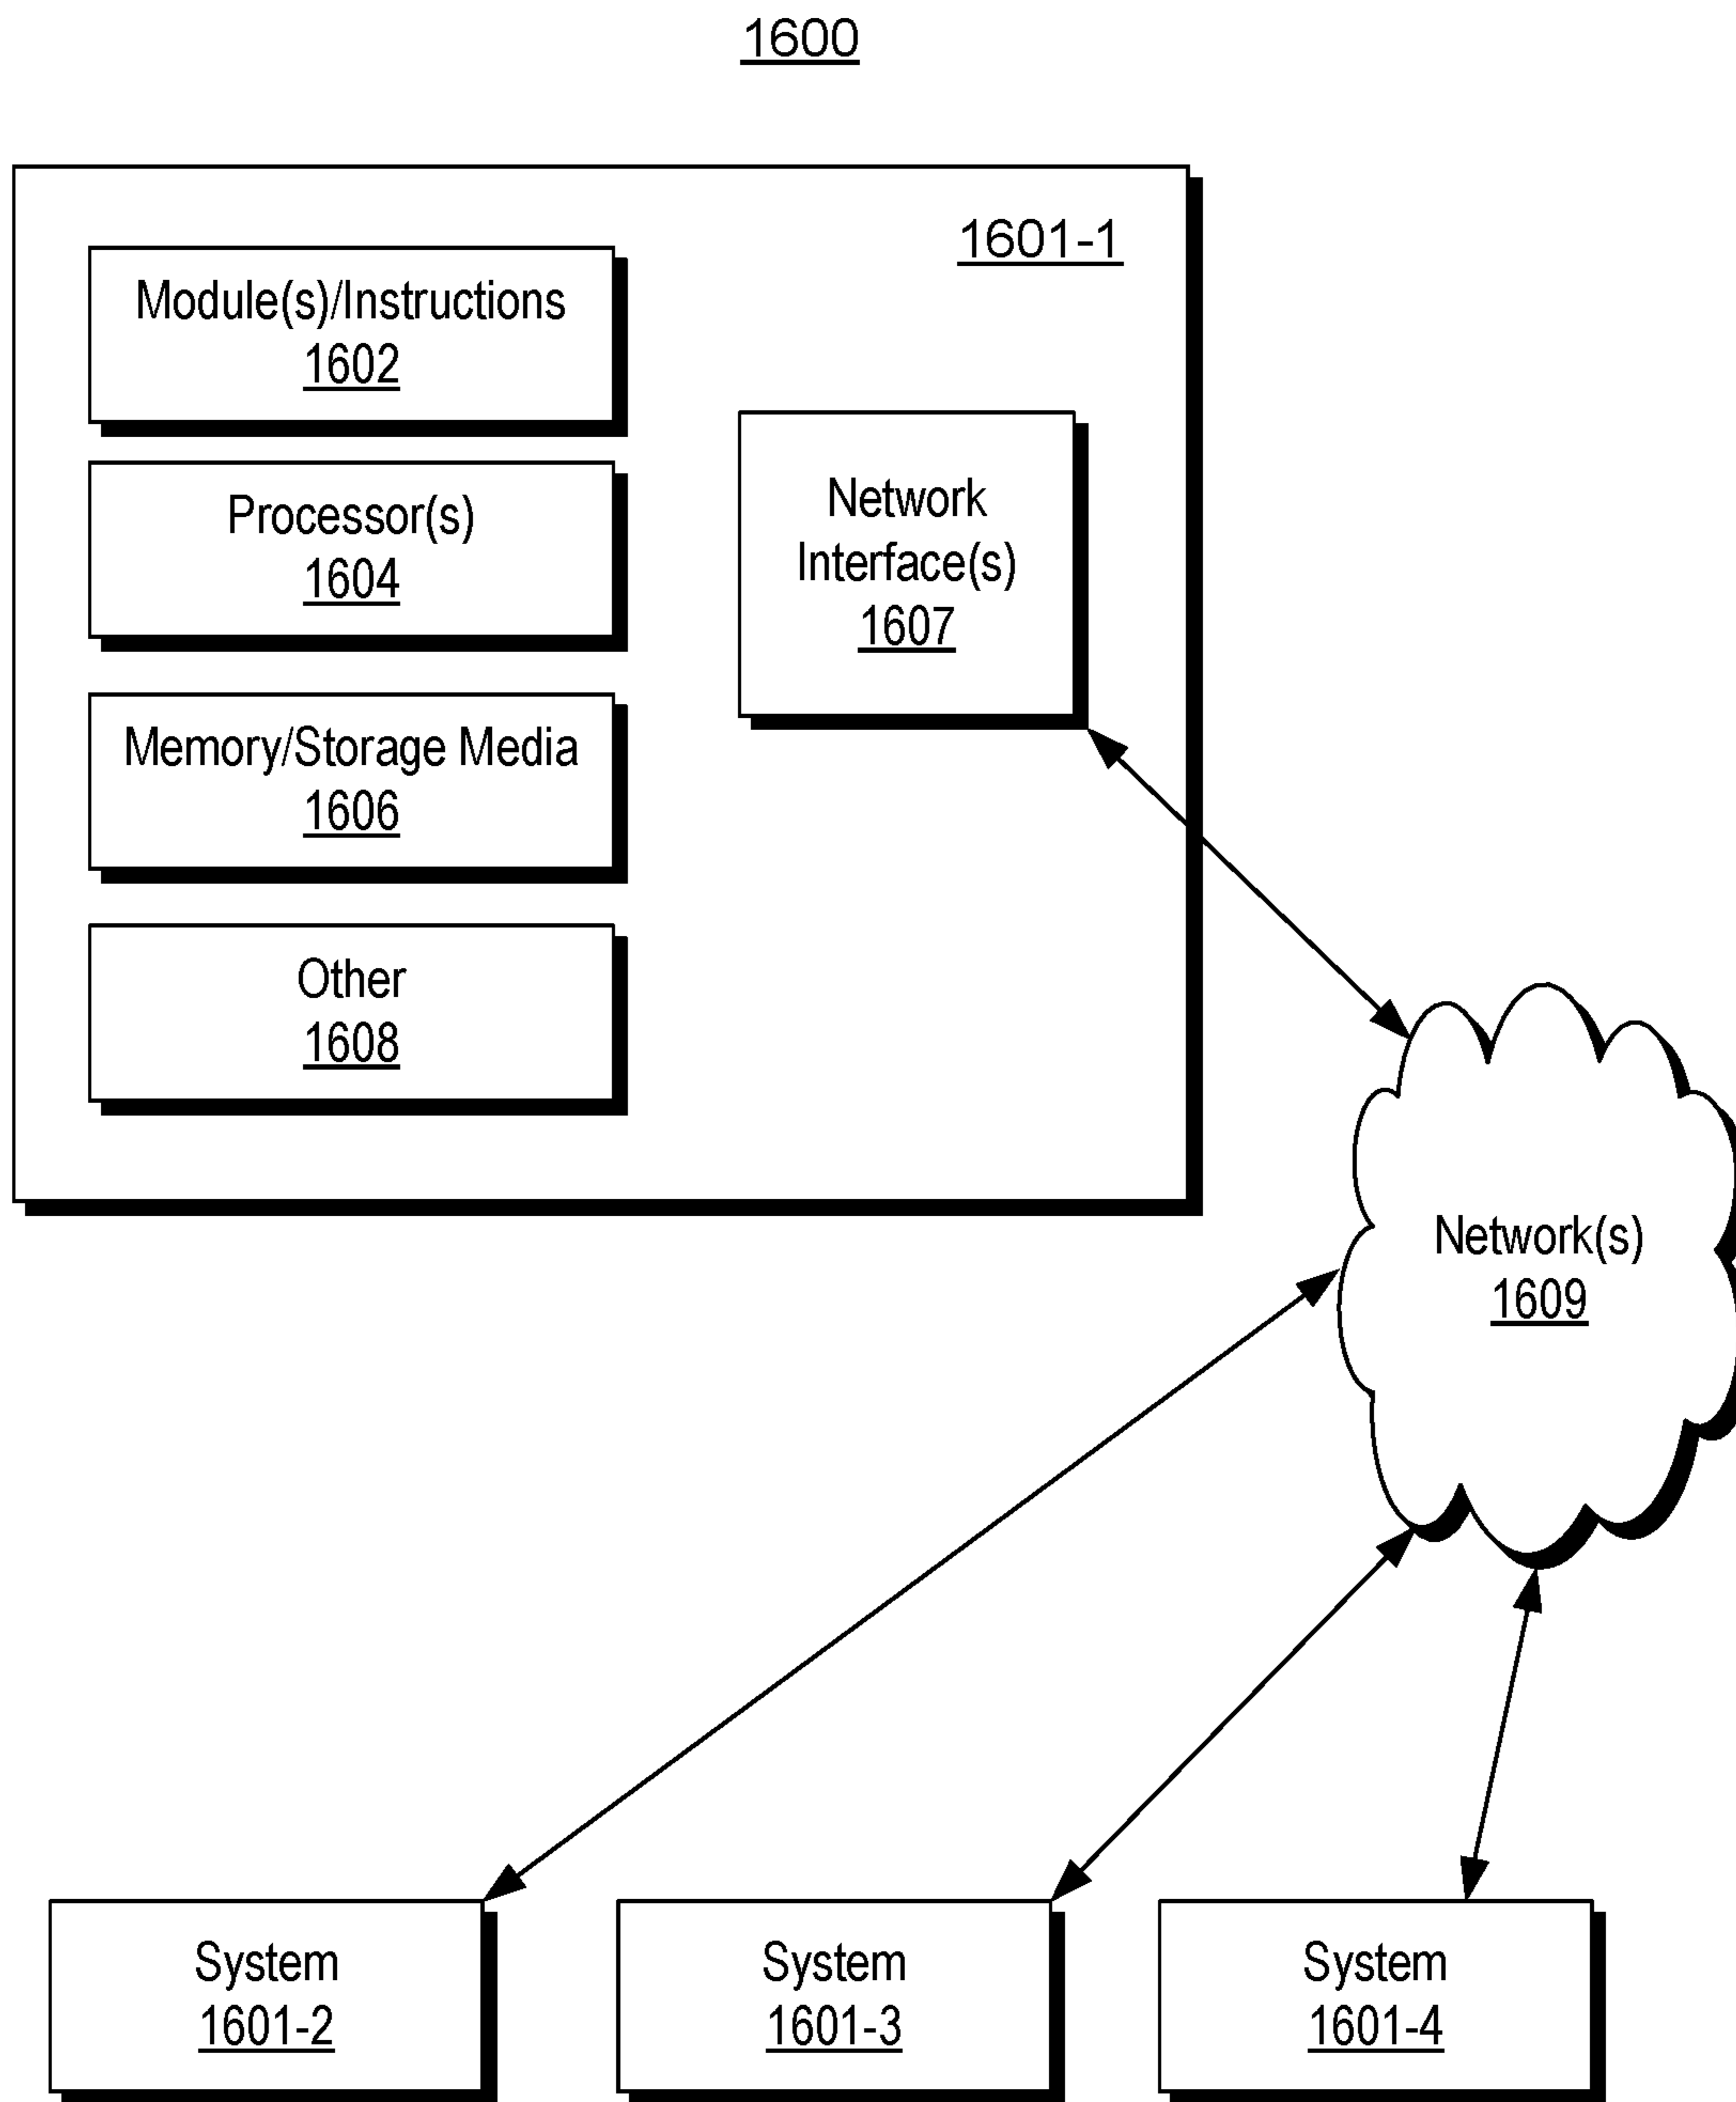 1600
1601-1
Module(s)/Instructions
1602
Processor(s)
1604
Network
Interface(s)
1607
Memory/Storage Media
1606
Other
1608
Network(s)
1609
System
1601-2
System
1601-3
System
1601-4